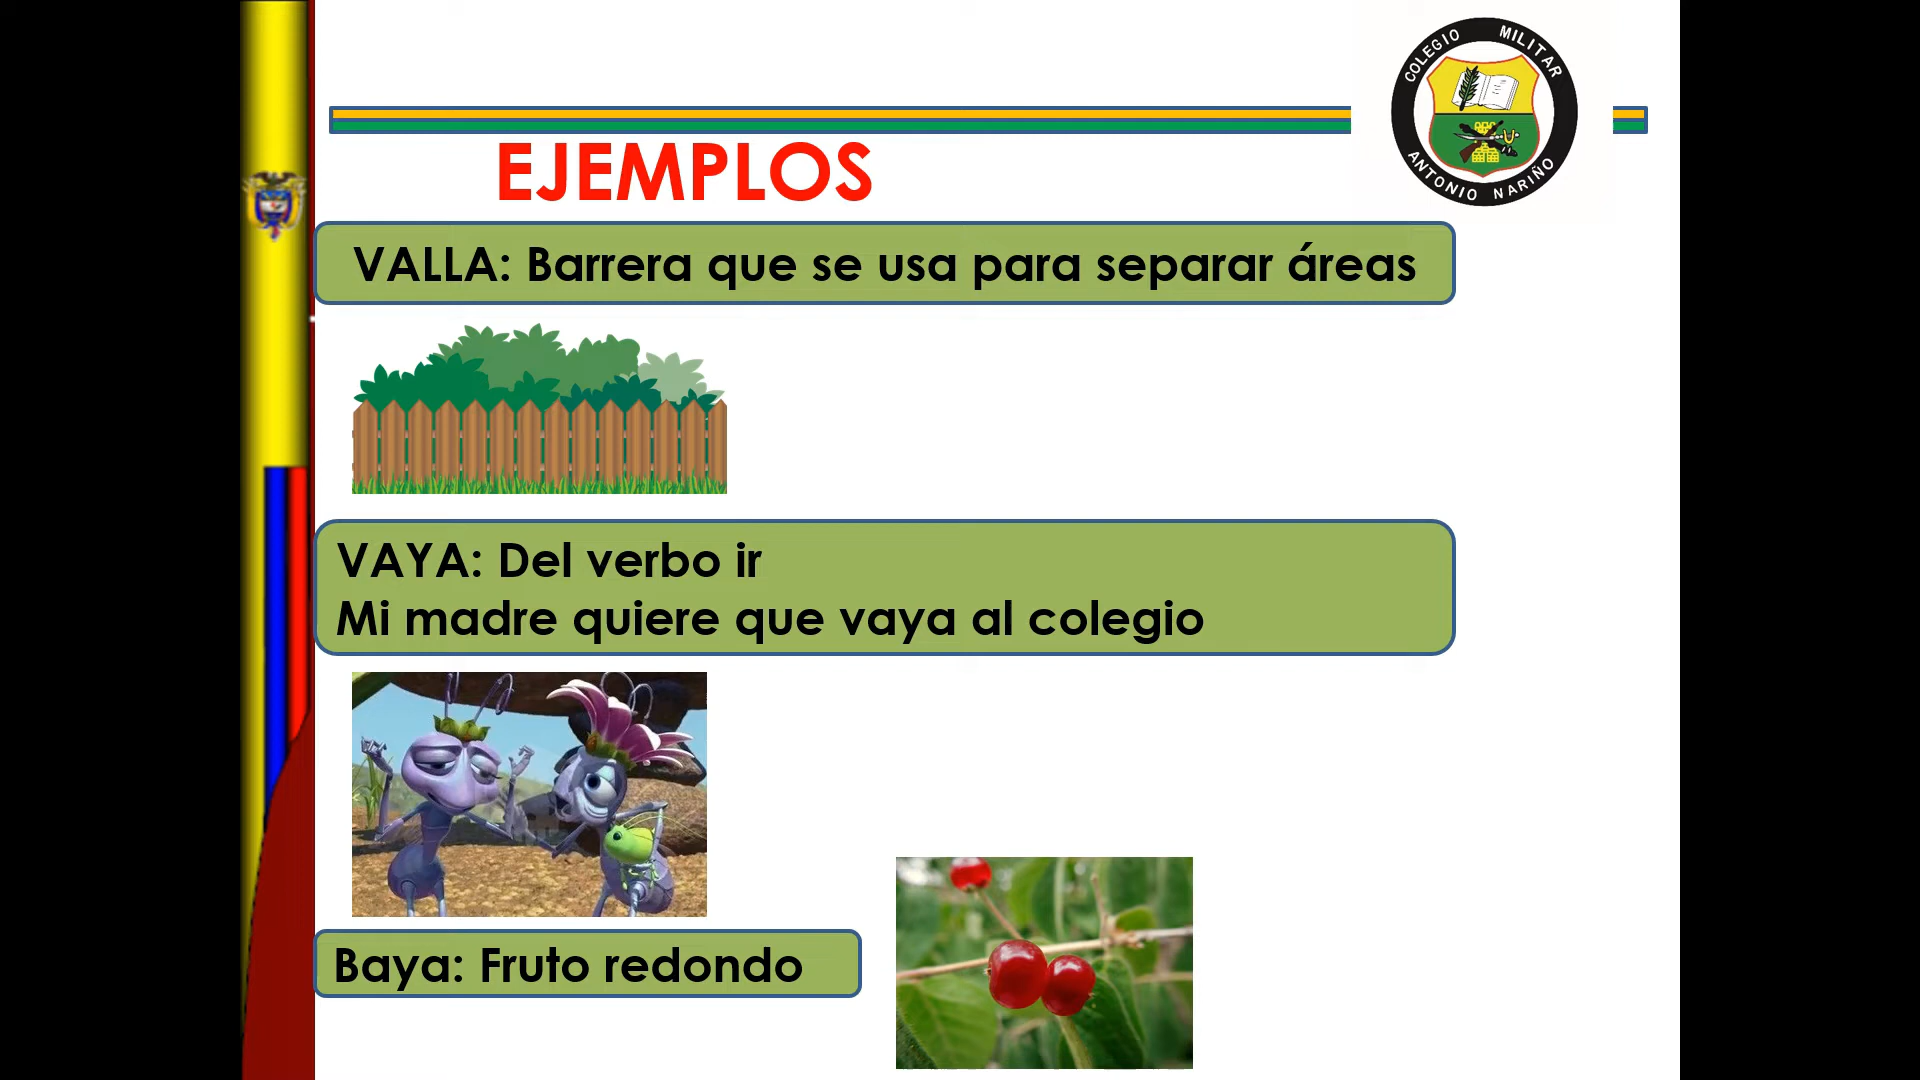 COLEGIO MILITAR
ANTONIO NARIÑO
EJEMPLOS
VALLA: Barrera que se usa para separar áreas
VAYA: Del verbo ir
Mi madre quiere que vaya al colegio
Baya: Fruto redondo